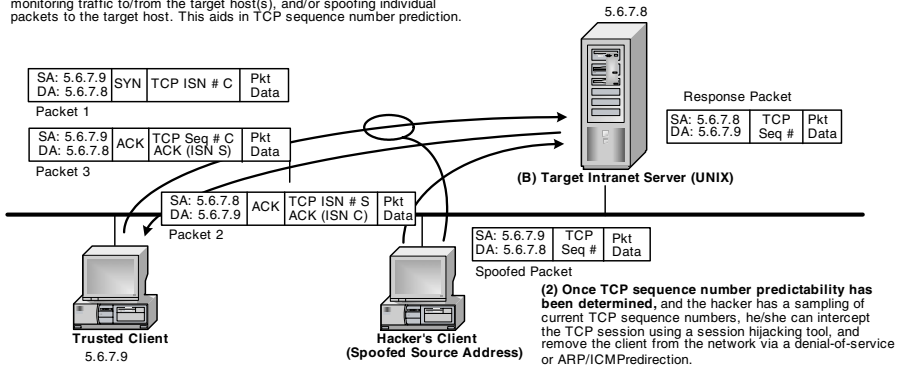 monitoring traffic to/from the target host(s), and/or spoofing individual
packets to the target host. This aids in TCP sequence number prediction.
5.6.7.8
SA: 5.6.7.9
DA: 5.6.7.8
SYN
TCP ISN # C
Pkt
Data
Packet 1
Response Packet
SA: 5.6.7.8
DA: 5.6.7.9
TCP
Seq #
Pkt
Data
SA: 5.6.7.9
DA: 5.6.7.8
ACK
TCP Seq # C
ACK (ISN S)
Pkt
Data
Packet 3
(B) Target Intranet Server (UNIX)
SA: 5.6.7.8
DA: 5.6.7.9
ACK
TCP ISN # S
ACK (ISN C)
Pkt
Data
Packet 2
SA: 5.6.7.9
DA: 5.6.7.8
TCP
Seq #
Pkt
Data
Spoofed Packet
Trusted Client
5.6.7.9
Hacker's Client
(Spoofed Source Address)
(2) Once TCP sequence number predictability has
been determined, and the hacker has a sampling of
current TCP sequence numbers, he/she can intercept
the TCP session using a session hijacking tool, and
remove the client from the network via a denial-of-service
or ARP/ICMPredirection.